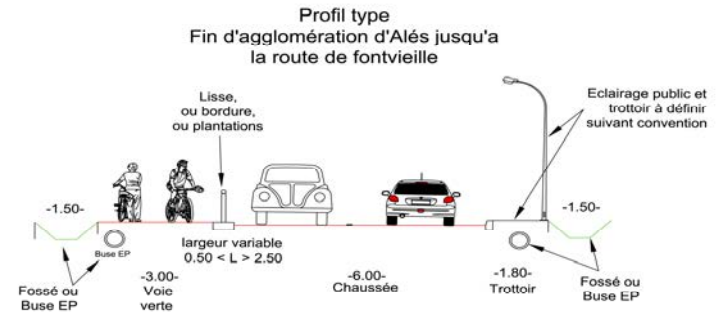 Profil type
Fin d'agglomération d'Alés jusqu'a
la route de fontvieille
Lisse,
ou bordure,
ou plantations
Eclairage public et
trottoir à définir
suivant convention
-1.50-
-1.50-
Buse EP
largeur variable
0.50 < L > 2.50
Fossé ou
Buse EP
-3.00-
Voie
verte
-6.00-
Chaussée
-1.80-
Trottoir
Fossé ou
Buse EP